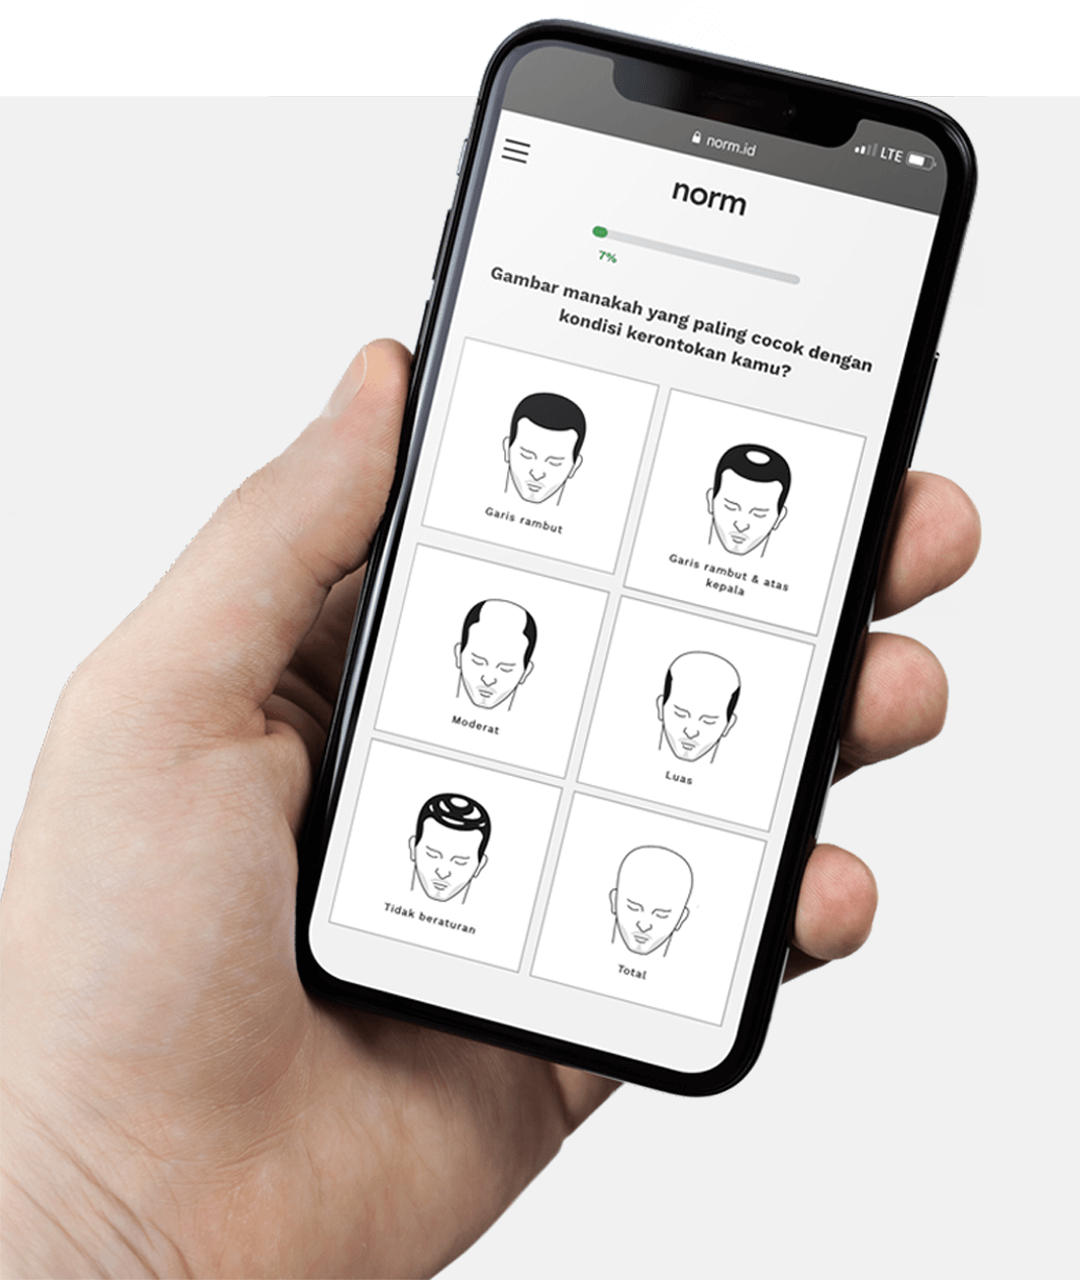 norm.id
LTE
norm
7%
Gambar manakah yang paling cocok dengan
kondisi kerontokan kamu?
Garis rambut
Garis rambut & atas
kepala
Moderat
Luas
Tidak beraturan
Total